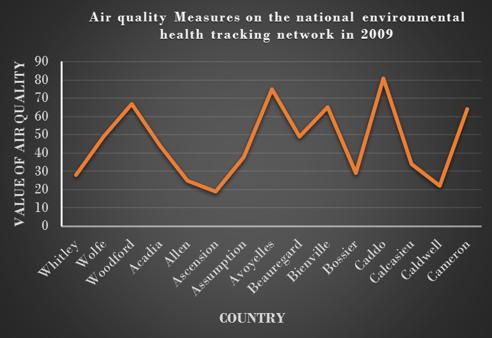 Air quality Measures on the national environmental
health tracking network in 2009
VALUE OF AIR QUALITY
90
80
70
60
50
40
30
20
10
0
Whitley
Wolfe
Woodford
Acadia
Allen
Ascension
Assumption
Avoyelles
Beauregard
Bienville
Bossier
Caddo
Calcasieu
Caldwell
Cameron
COUNTRY